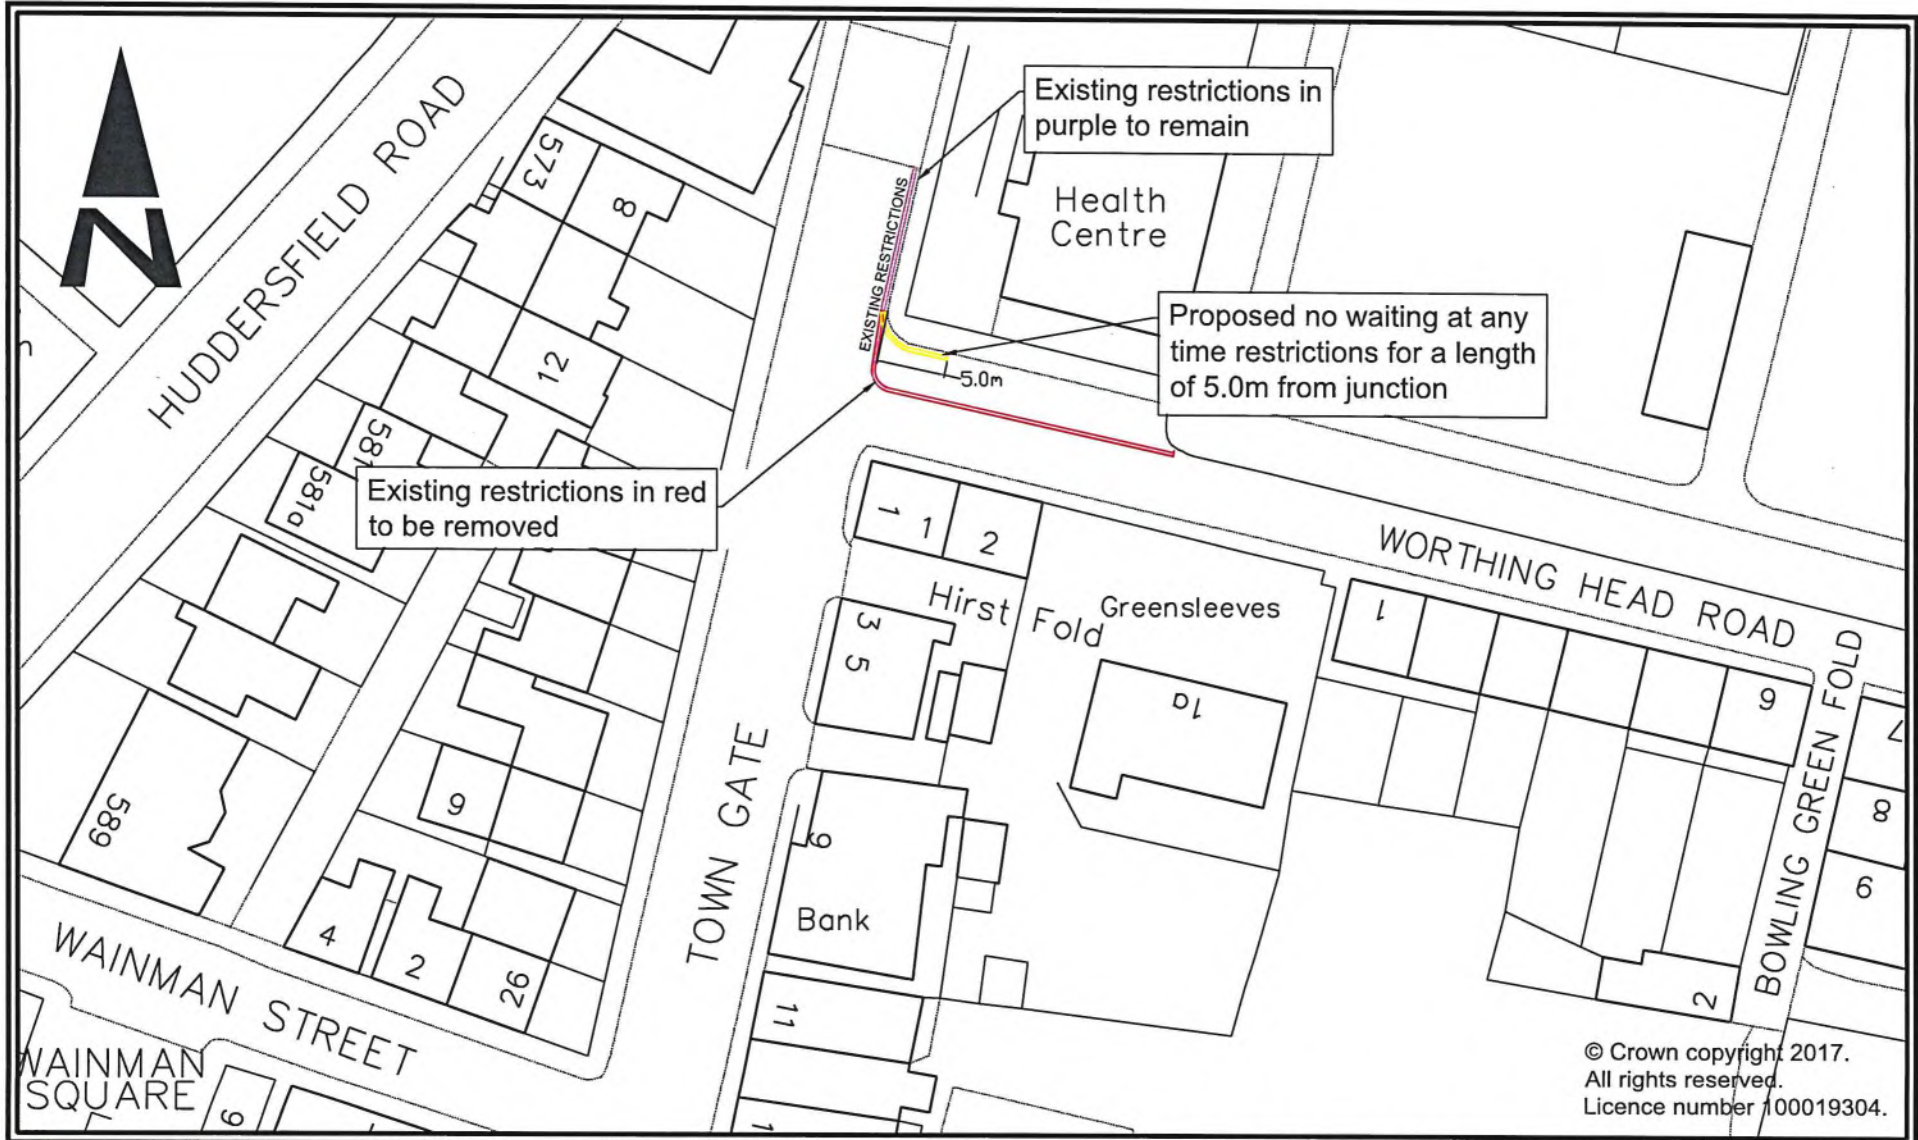 N
HUDDERSFIELD ROAD
573
8
12
581
581a
589
Existing restrictions in
purple to remain
EXISTING RESTRICTIONS
Health
Centre
Proposed no waiting at any
time restrictions for a length
of 5.0m from junction
5.0m
Existing restrictions in red
to be removed
1
1
2
Hirst Fold
Greensleeves
3
5
1a
WORTHING HEAD ROAD
1
6
BOWLING GREEN FOLD
7
8
9
2
TOWN GATE
9
Bank
11
1
9
4
2
26
WAINMAN STREET
WAINMAN
SQUARE
9
© Crown copyright 2017.
All rights reserved.
Licence number 100019304.